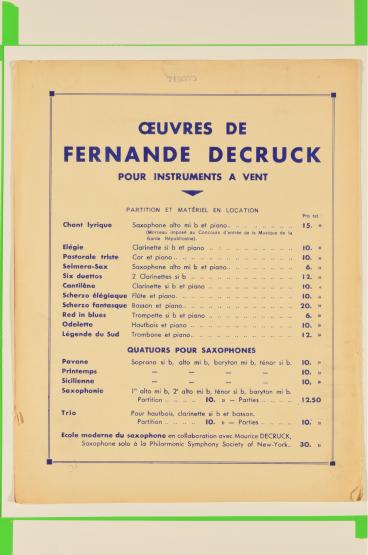 ŒUVRES DE
FERNANDE DECRUCK
POUR INSTRUMENTS A VENT
PARTITION ET MATÉRIEL EN LOCATION
Prix net
Chant lyrique Saxophone alto mi b et piano 15. »
(Morceau imposé au Concours d'entrée de la Musique de la
Garde Républicaine).
Elégie Clarinette si b et piano 10. »
Pastorale triste Cor et piano 10. »
Selmera-Sax Saxophone alto mi b et piano 6. »
Six duettos 2 Clarinettes si b 12. »
Cantilène Clarinette si b et piano 10. »
Scherzo élégiaque Flûte et piano 10. »
Scherzo fantasque Basson et piano 20. »
Red in blues Trompette si b et piano 6. »
Odelette Hautbois et piano 10. »
Légende du Sud Trombone et piano 12. »
QUATUORS POUR SAXOPHONES
Pavane Soprano si b, alto mi b, baryton mi b, ténor si b. 10. »
Printemps — — — — 10. »
Sicilienne — — — — 10. »
Saxophonie 1er alto mi b, 2e alto mi b, ténor si b, baryton mi b.
Partition 10. » — Parties 12.50
Trio Pour hautbois, clarinette si b et basson.
Partition 10. » — Parties 10. »
Ecole moderne du saxophone en collaboration avec Maurice DECRUCK,
Saxophone solo à la Philarmonic Symphony Society of New-York. 30. »